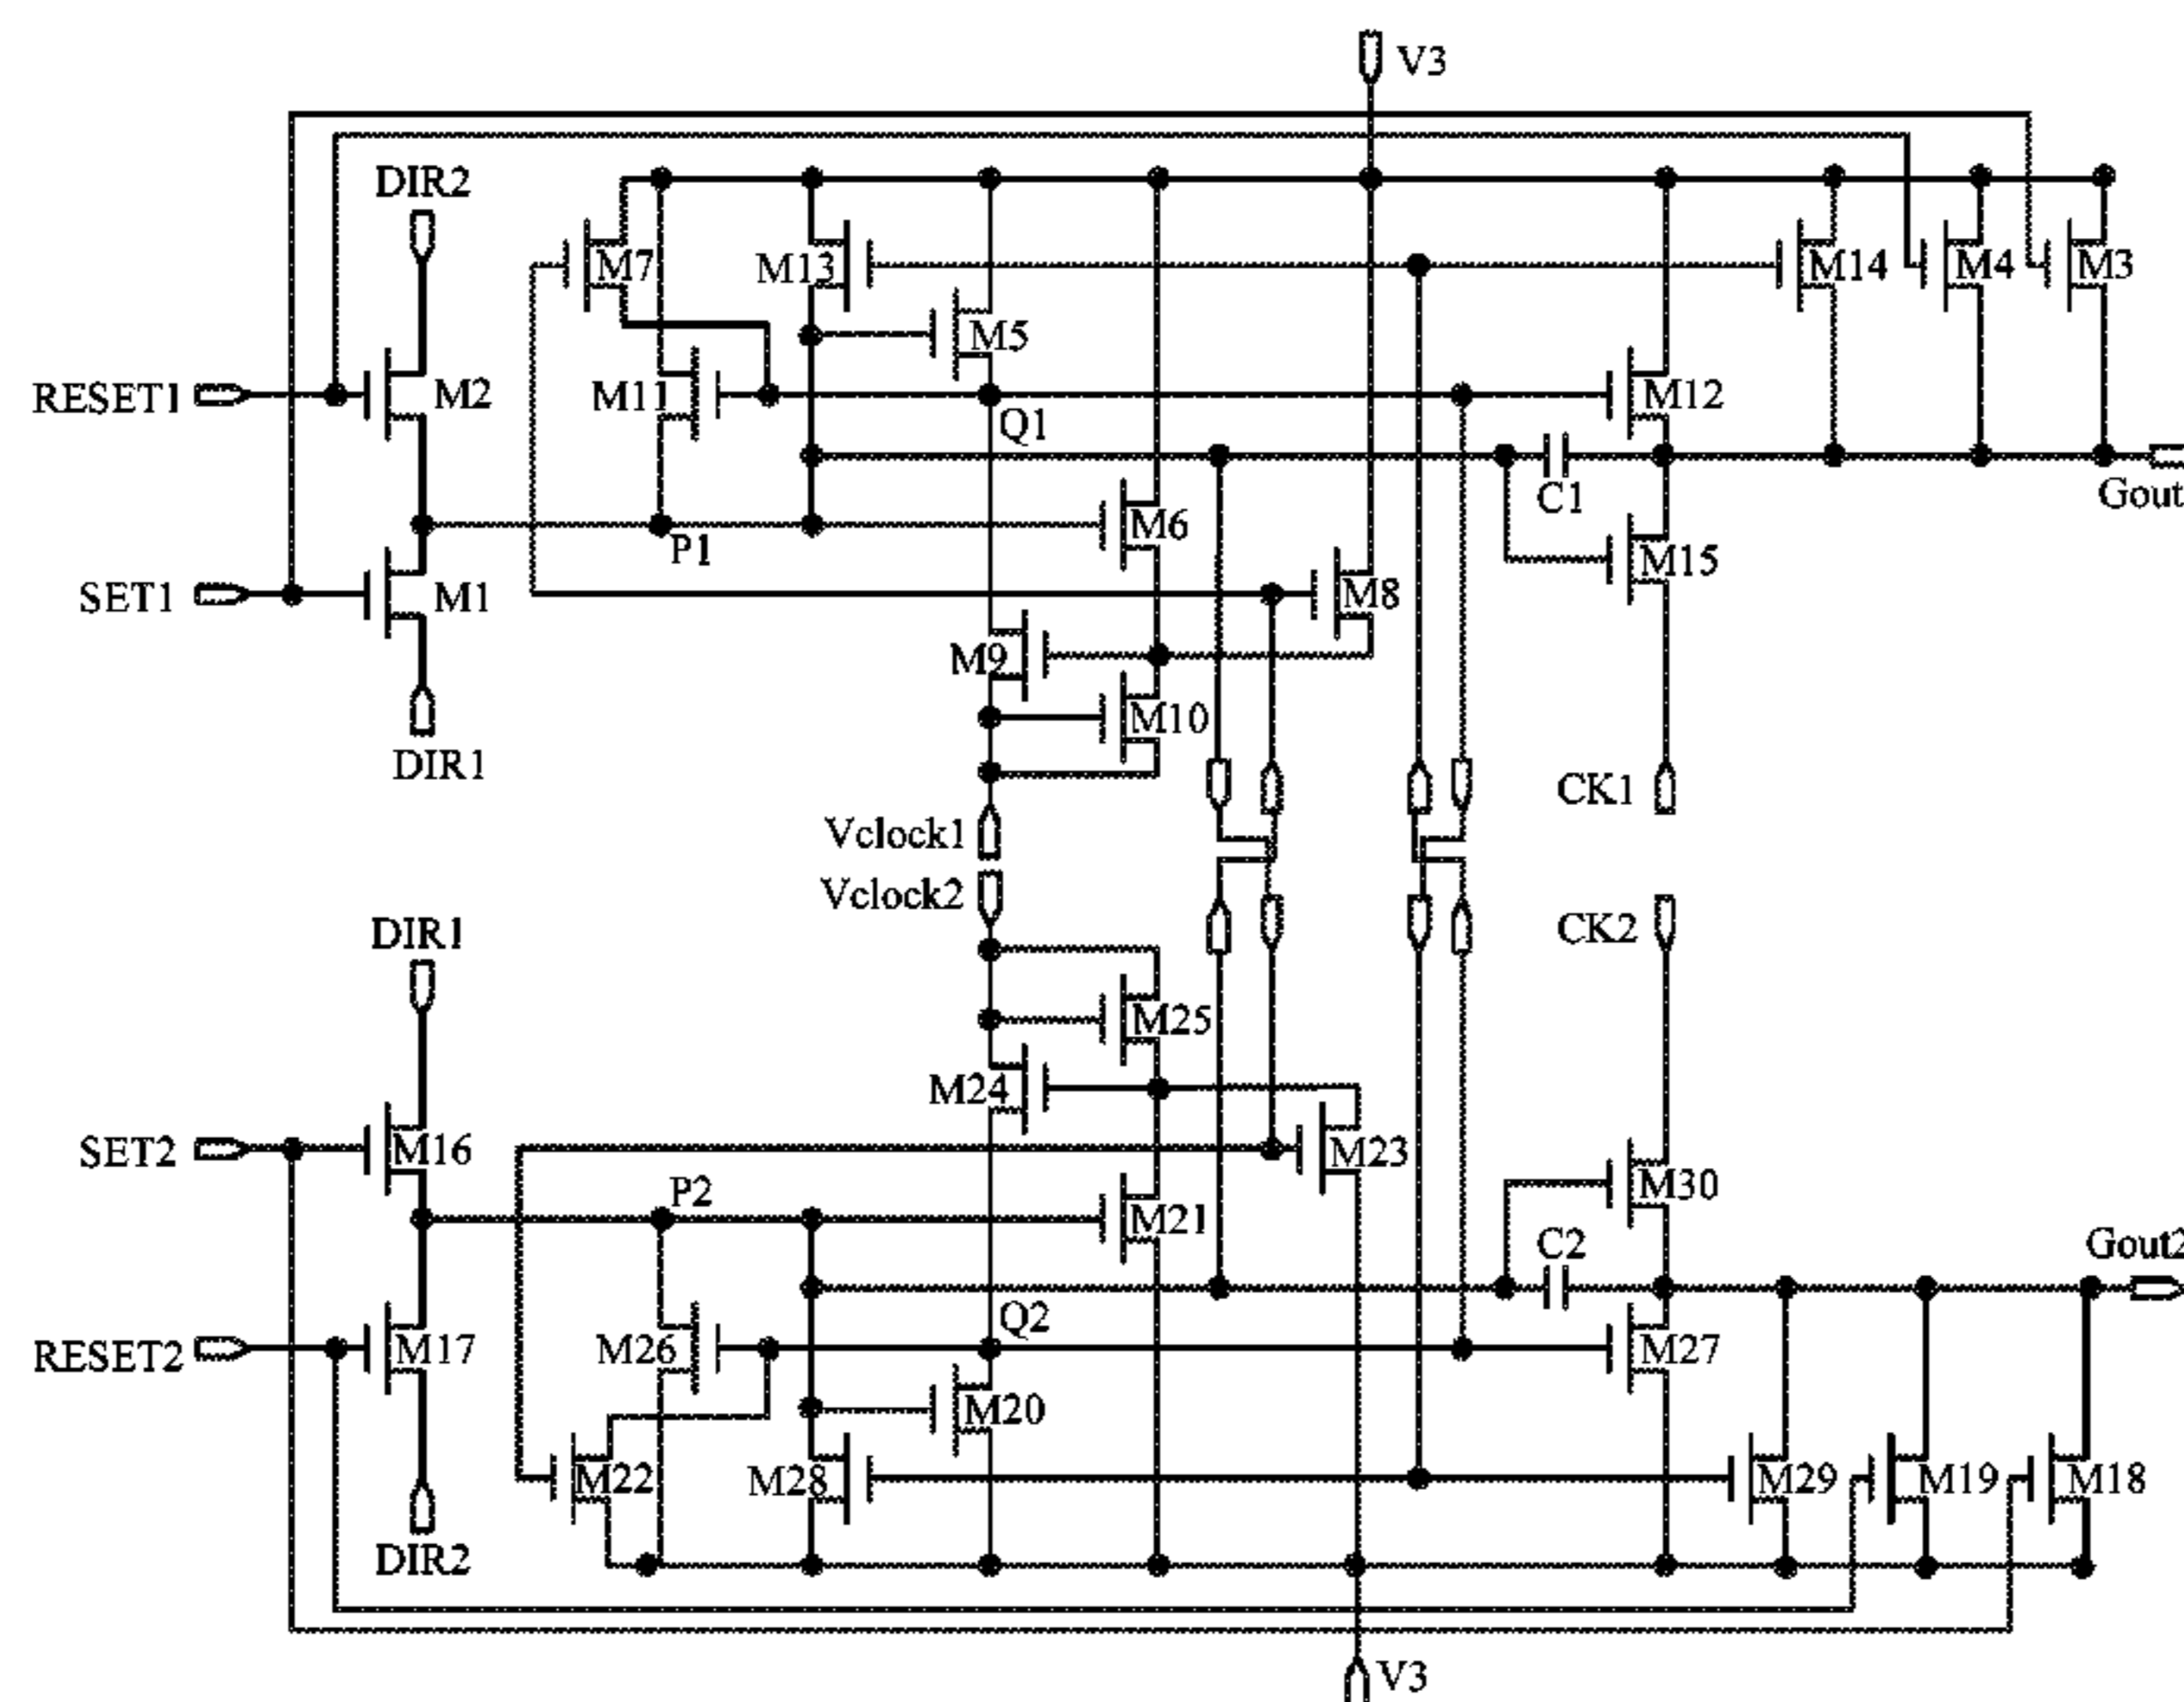 V3
DIR2
M7
M13
M14
M4
M3
M5
RESET1
M2
M11
M12
Q1
C1
Gout
M6
P1
M15
SET1
M1
M8
M9
M10
DIR1
CK1
Vclock1
Vclock2
DIR1
CK2
M25
M24
SET2
M16
M23
P2
M30
M21
C2
Gout2
Q2
RESET2
M17
M26
M27
M20
M22
M28
M29
M19
M18
DIR2
V3